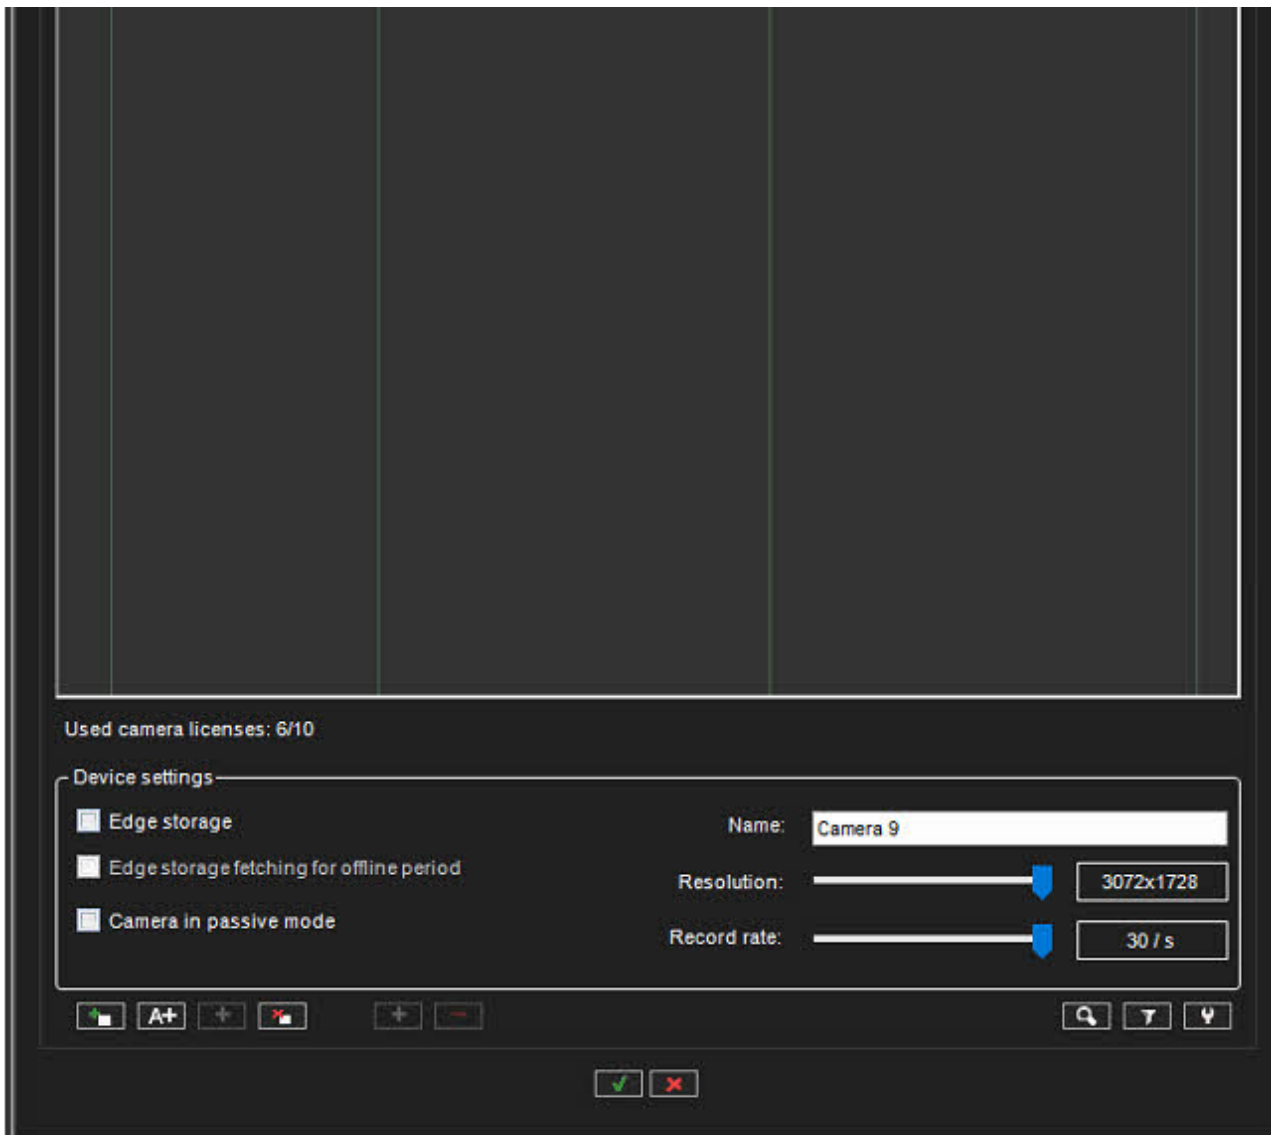 Used camera licenses: 6/10
Device settings
Edge storage
Name:
Camera 9
Edge storage fetching for offline period
Resolution:
3072x1728
Camera in passive mode
Record rate:
30 / s
A+